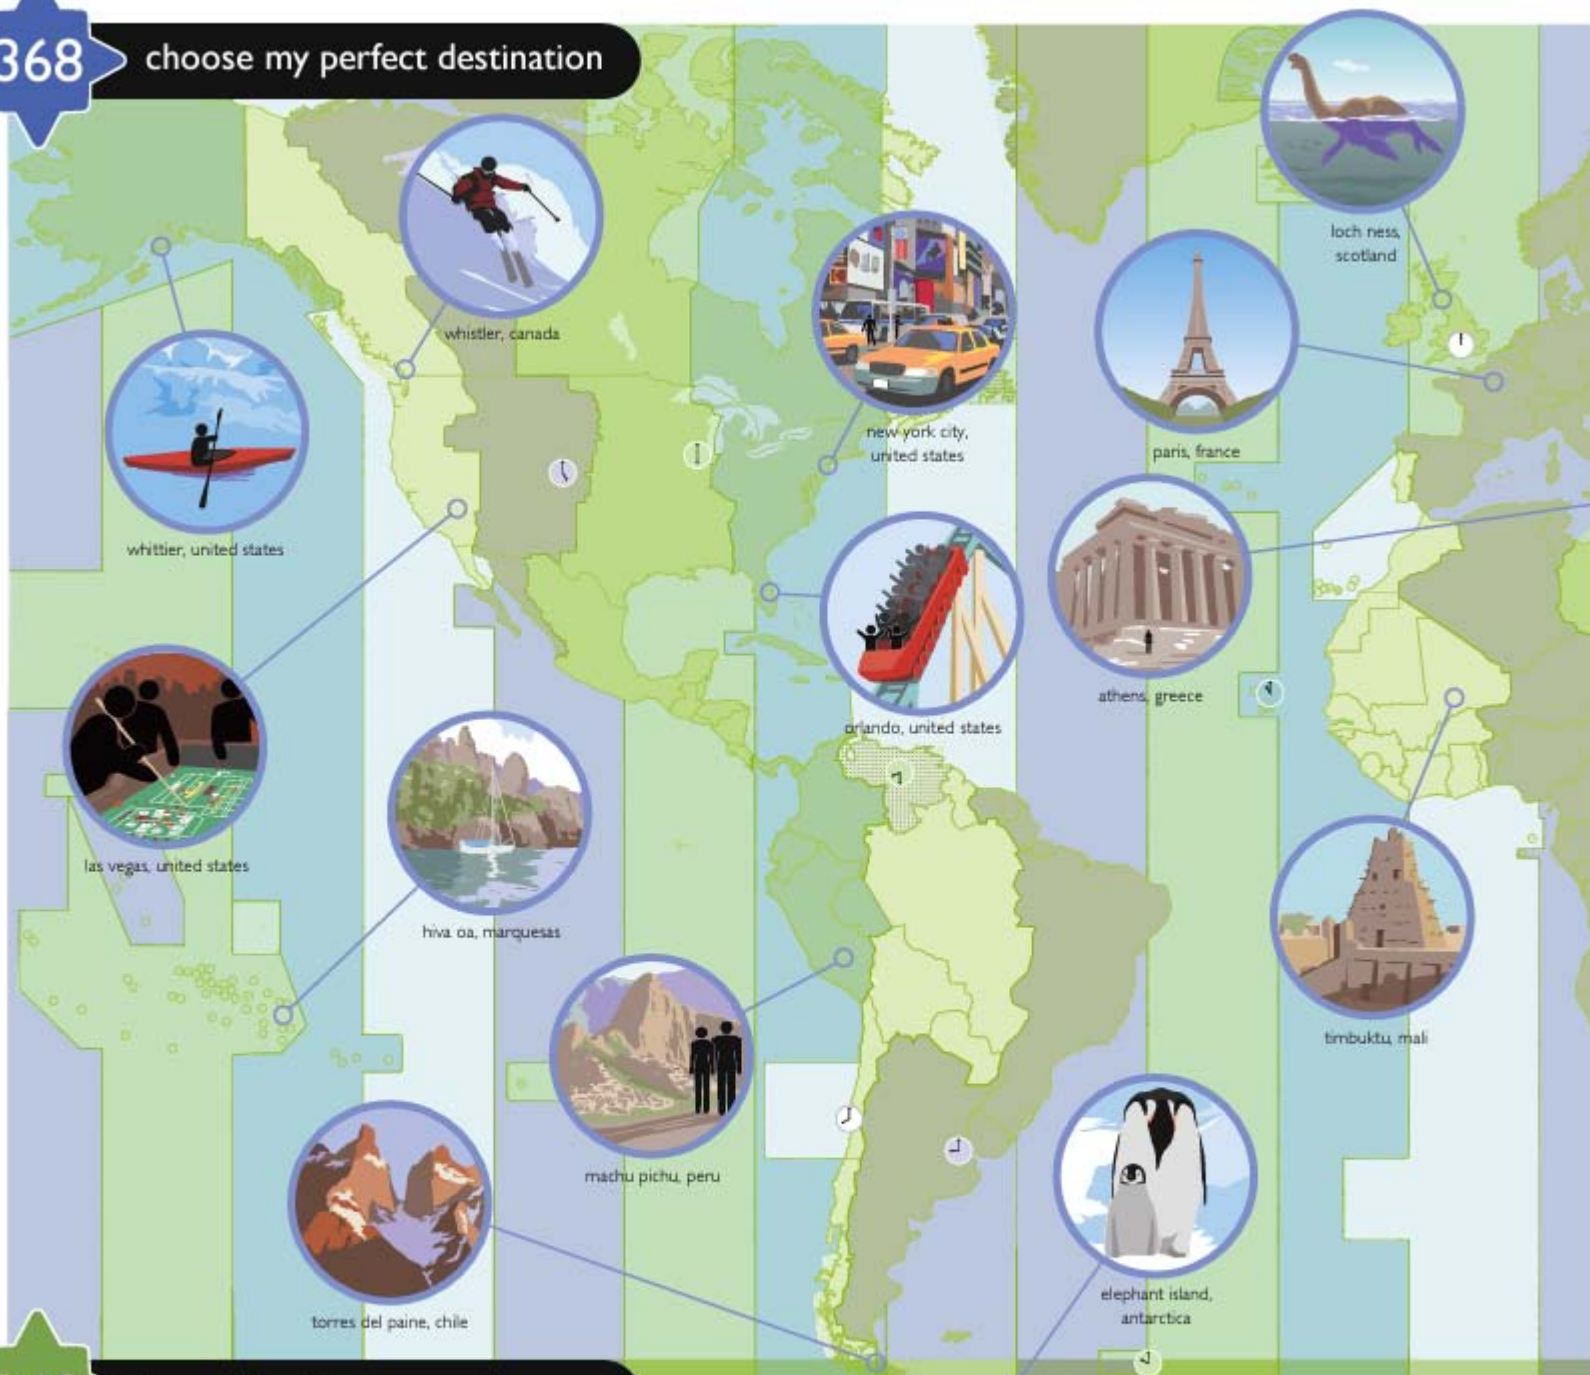 368
choose my perfect destination
loch ness,
scotland
whistler, canada
new york city,
united states
paris, france
whittier, united states
athens, greece
orlando, united states
las vegas, united states
hiva oa, marquesas
timbuktu, mali
machu pichu, peru
elephant island,
antarctica
torres del paine, chile